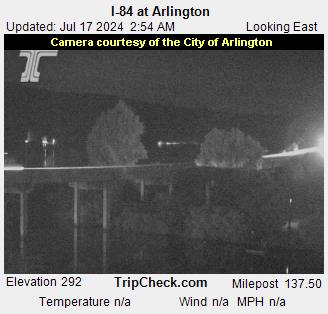 I-84 at Arlington
Updated: Jul 17 2024 2:54 AM Looking East
Camera courtesy of the City of Arlington
Elevation 292 TripCheck.com Milepost 137.50
Temperature n/a Wind n/a MPH n/a